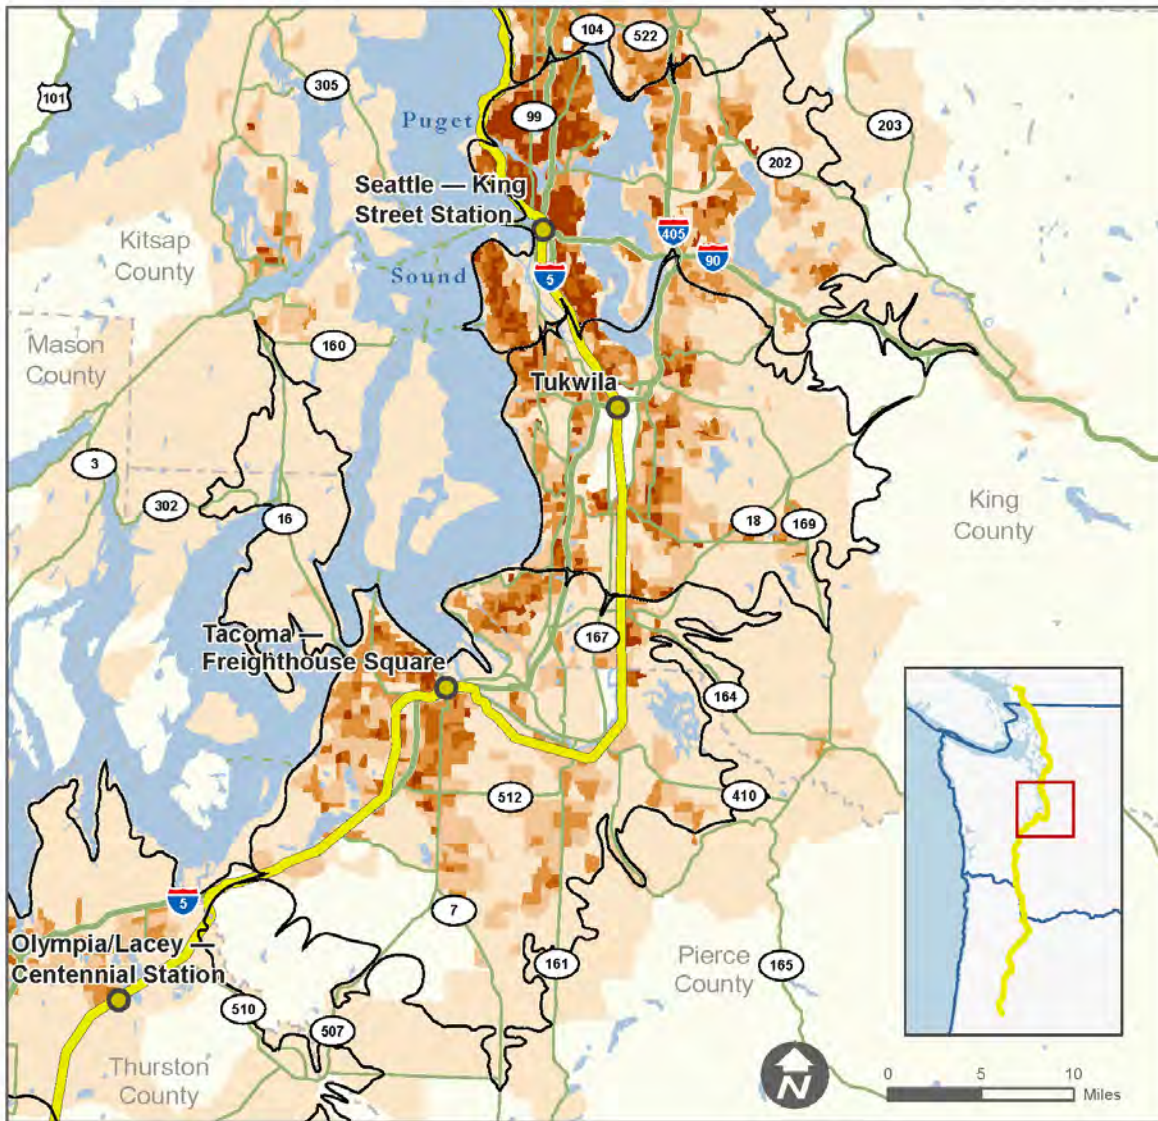 104
522
101
305
99
Puget
203
202
Seattle — King
Street Station
Kitsap
County
405
90
Sound
5
Mason
County
160
Tukwila
3
302
16
18
169
King
County
Tacoma —
Freighthouse Square
167
164
512
410
5
7
Olympia/Lacey —
Centennial Station
161
Pierce
County
165
510
507
Thurston
County
N
0
5
10
Miles